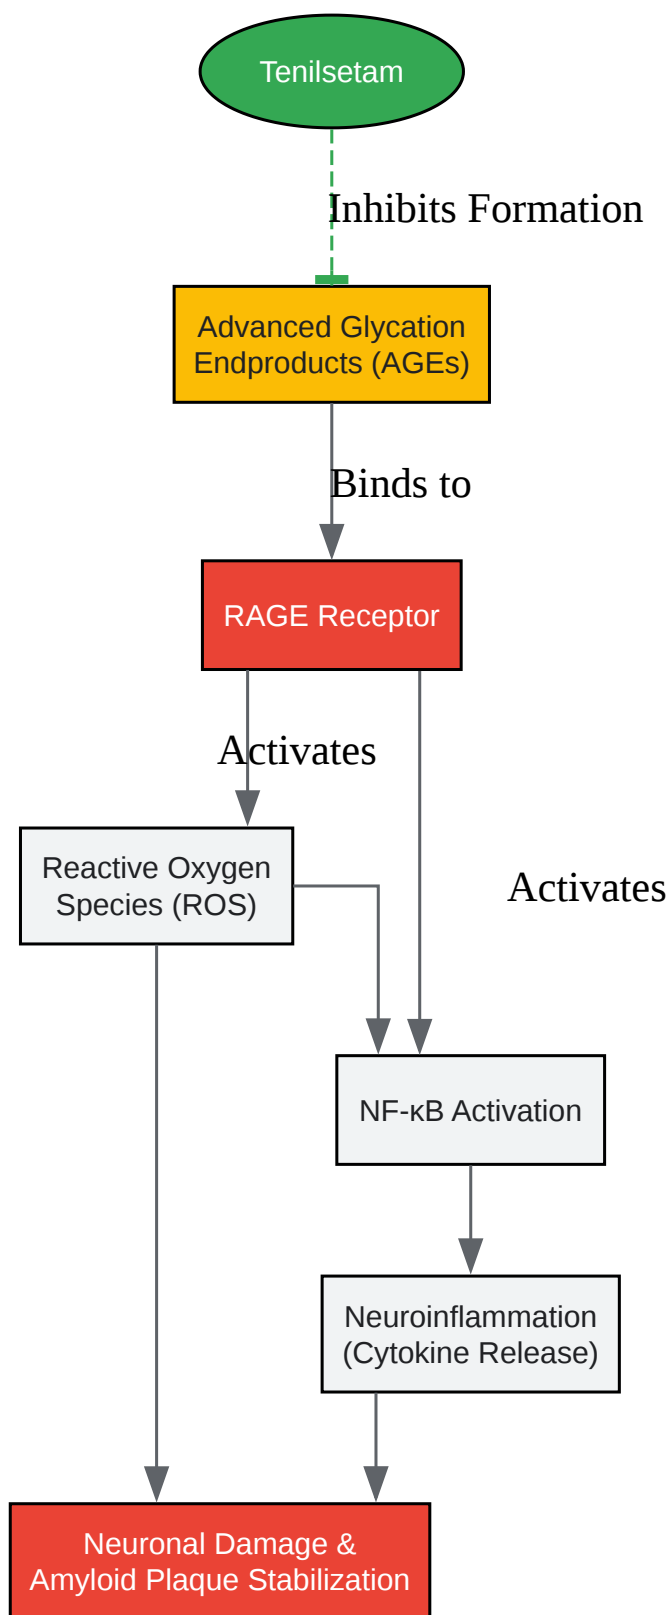 Tenilsetam
Inhibits Formation
Advanced Glycation
Endproducts (AGEs)
Binds to
RAGE Receptor
Activates
Reactive Oxygen
Species (ROS)
Activates
NF-κB Activation
Neuroinflammation
(Cytokine Release)
Neuronal Damage &
Amyloid Plaque Stabilization